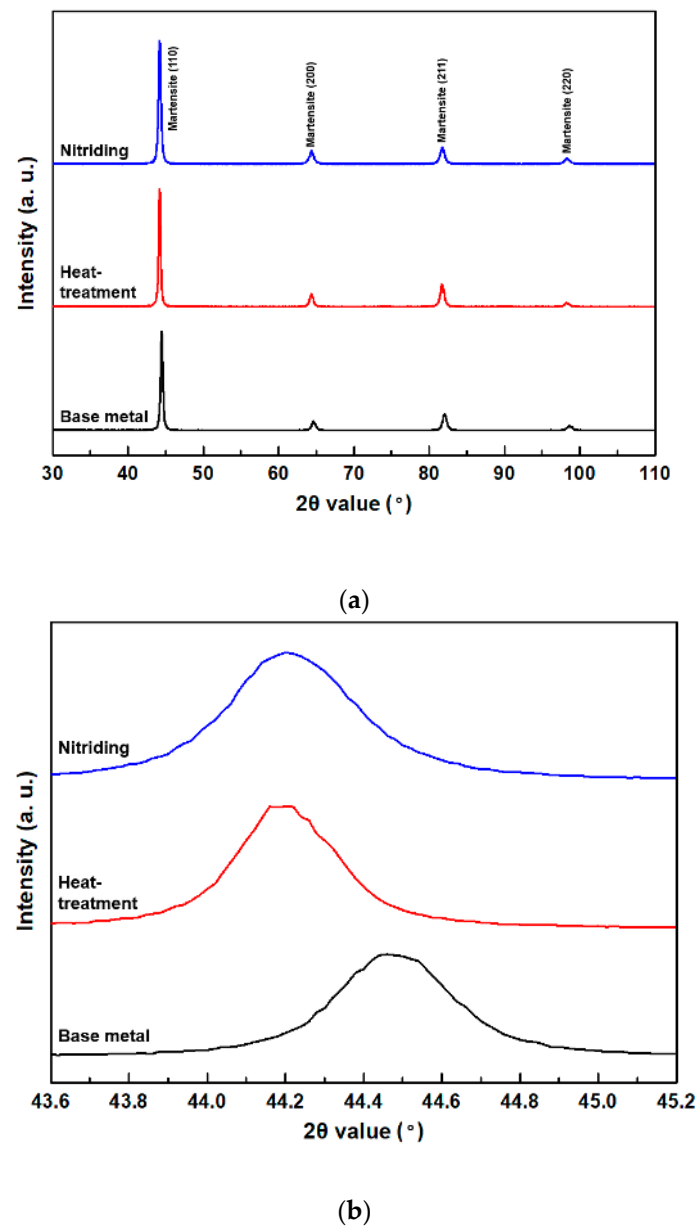 Martensite (110)
Martensite (200)
Martensite (211)
Martensite (220)
Nitriding
Heat-
treatment
Base metal
Intensity (a. u.)
30 40 50 60 70 80 90 100 110
2θ value (°)
(a)
Nitriding
Heat-
treatment
Base metal
Intensity (a. u.)
43.6 43.8 44.0 44.2 44.4 44.6 44.8 45.0 45.2
2θ value (°)
(b)